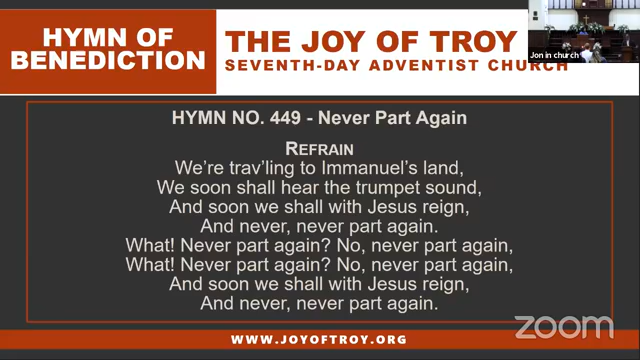 HYMN OF
BENEDICTION
THE JOY OF TROY
SEVENTH-DAY ADVENTIST CHURCH
Jon in church
HYMN NO. 449 - Never Part Again
REFRAIN
We're trav'ling to Immanuel's land,
We soon shall hear the trumpet sound,
And soon we shall with Jesus reign,
And never, never part again.
What! Never part again? No, never part again,
What! Never part again? No, never part again,
And soon we shall with Jesus reign,
And never, never part again.
zoom
WWW.JOYOFTROY.ORG